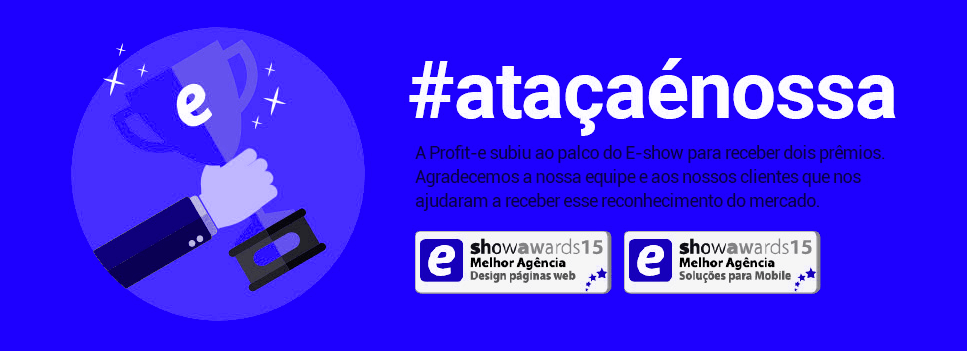 e
#ataçaénossa
A Profit-e subiu ao palco do E-show para receber dois prêmios.
Agradecemos a nossa equipe e aos nossos clientes que nos
ajudaram a receber esse reconhecimento do mercado.
e
showawards15
Melhor Agência
Design páginas web
e
showawards15
Melhor Agência
Soluções para Mobile